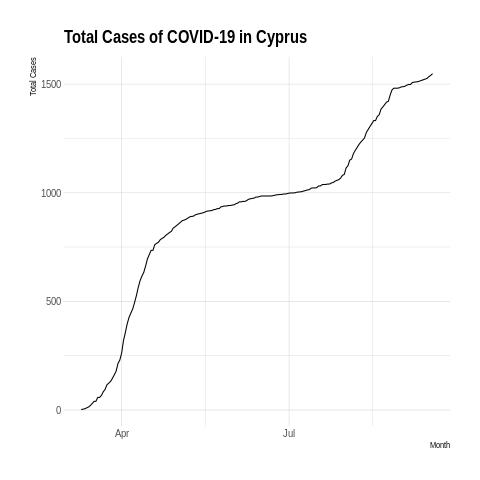 Total Cases of COVID-19 in Cyprus
Total Cases
1500
1000
500
0
Apr
Jul
Month